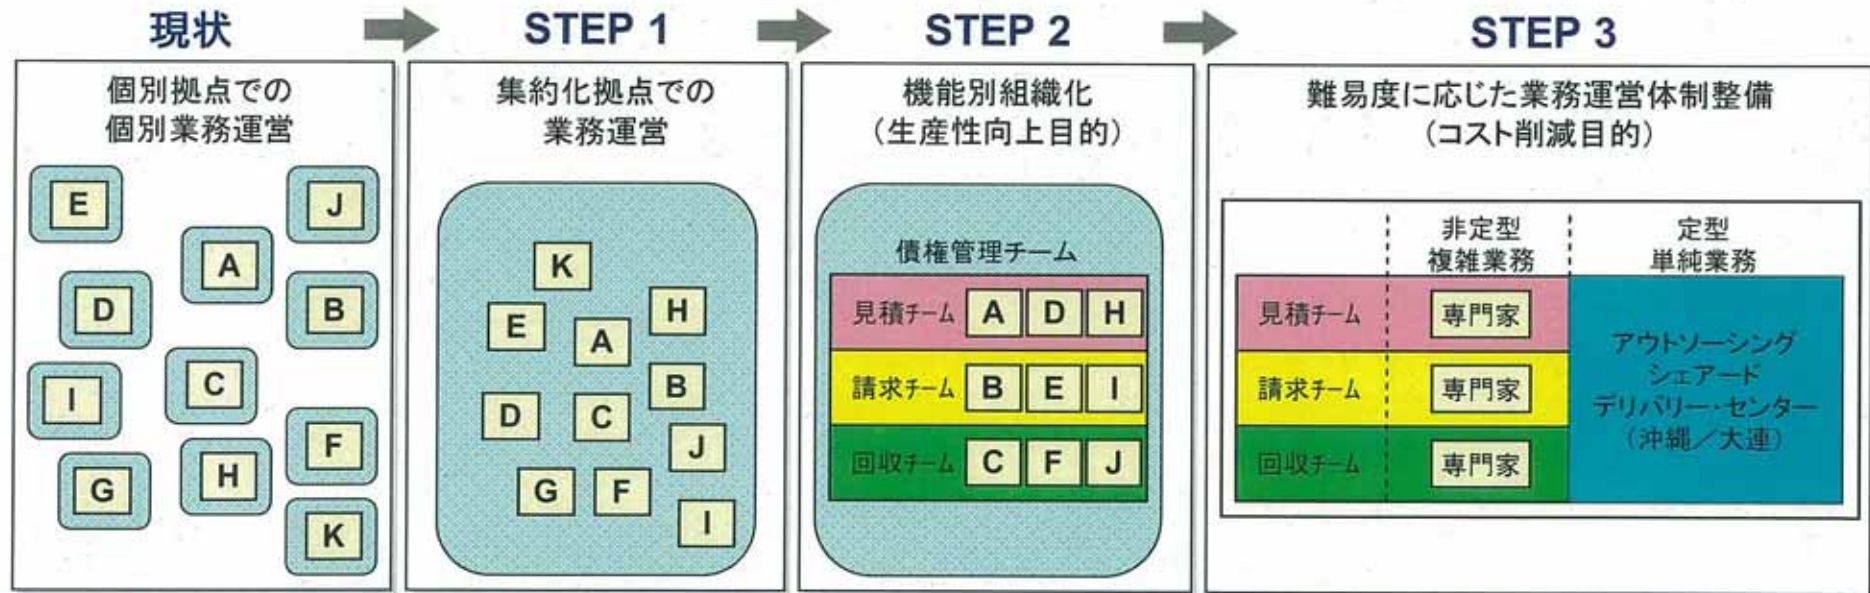 現状
個別拠点での
個別業務運営
E
J
A
D
B
I
C
F
G
H
K
STEP 1
集約化拠点での
業務運営
K
E
A
H
D
C
B
J
G
F
I
STEP 2
機能別組織化
(生産性向上目的)
債権管理チーム
見積チーム A D H
請求チーム B E I
回収チーム C F J
STEP 3
難易度に応じた業務運営体制整備
(コスト削減目的)
非定型
複雑業務
定型
単純業務
見積チーム 専門家
請求チーム 専門家
回収チーム 専門家
アウトソーシング
シェアード
デリバリー・センター
(沖縄/大連)